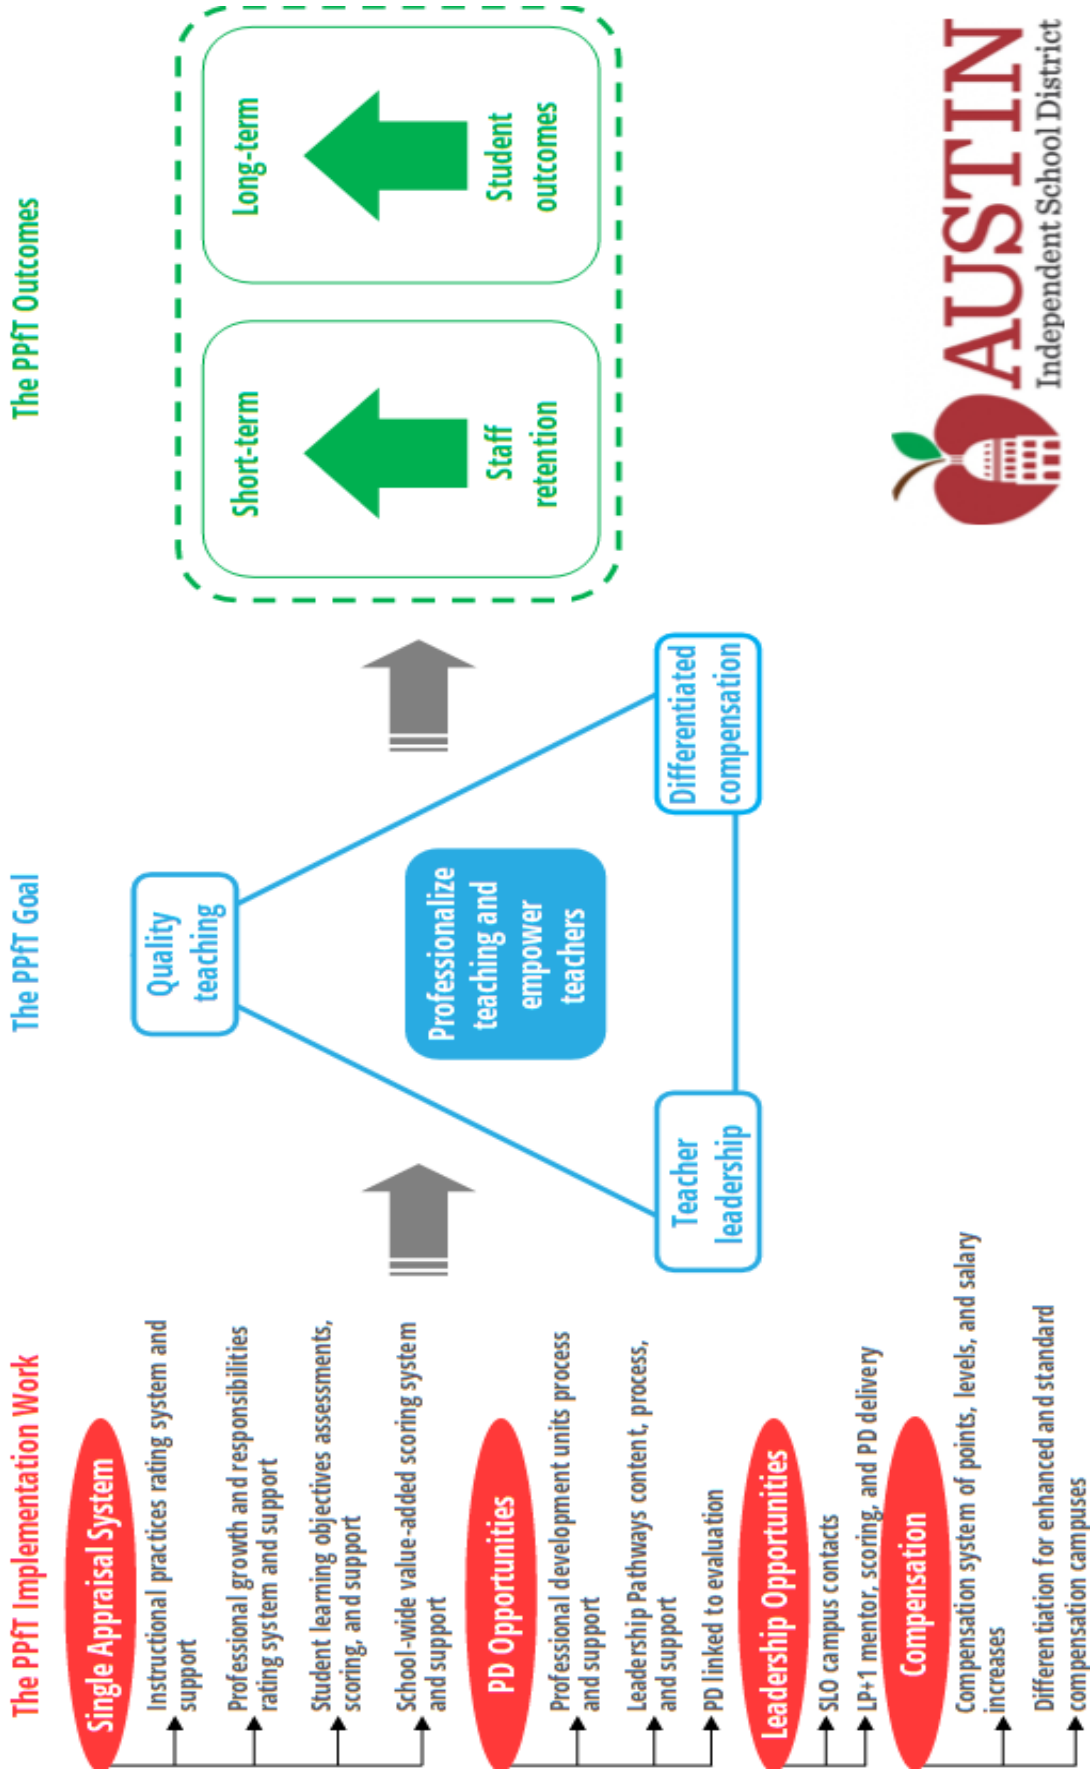 The PPfT Implementation Work
Single Appraisal System
Instructional practices rating system and
support
Professional growth and responsibilities
rating system and support
Student learning objectives assessments,
scoring, and support
School-wide value-added scoring system
and support
PD Opportunities
Professional development units process
and support
Leadership Pathways content, process,
and support
PD linked to evaluation
Leadership Opportunities
SLO campus contacts
LP+1 mentor, scoring, and PD delivery
Compensation
Compensation system of points, levels, and salary
increases
Differentiation for enhanced and standard
compensation campuses
The PPfT Goal
Quality
teaching
Professionalize
teaching and
empower
teachers
Teacher
leadership
Differentiated
compensation
The PPfT Outcomes
Short-term
Staff
retention
Long-term
Student
outcomes
AUSTIN
Independent School District